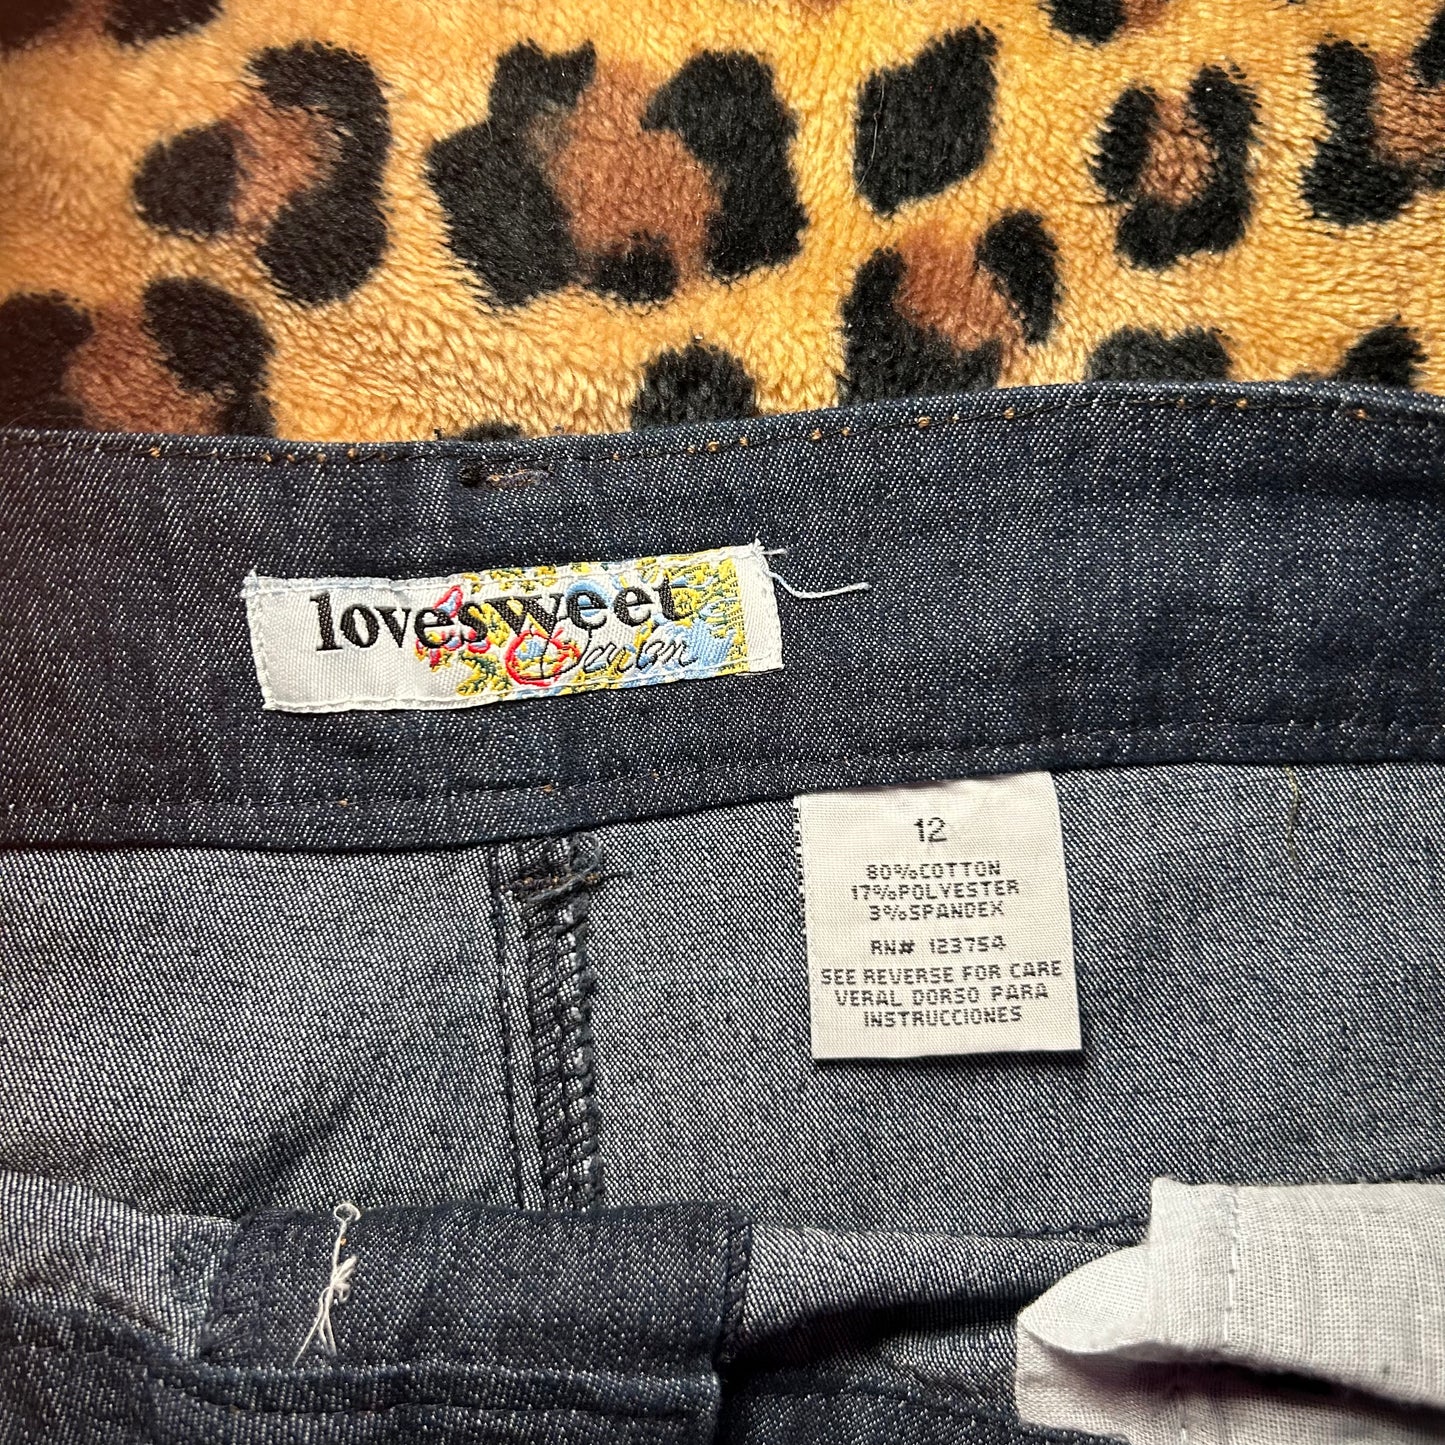 lovesweet
Denim
12
80%COTTON
17%POLYESTER
3%SPANDEX
RN# 123754
SEE REVERSE FOR CARE
VERAL DORSO PARA
INSTRUCCIONES